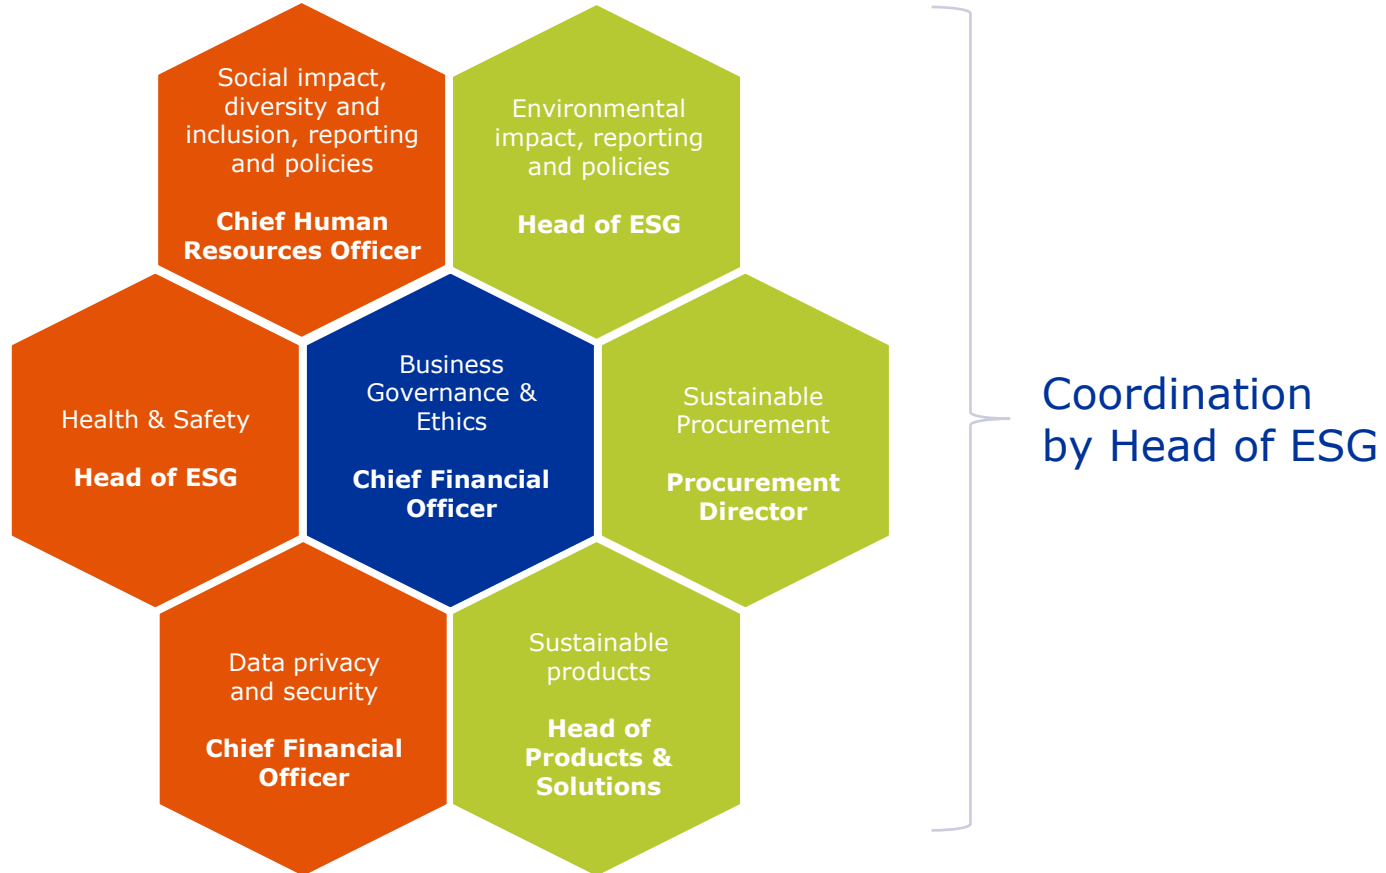 Social impact,
diversity and
inclusion, reporting
and policies
Chief Human
Resources Officer
Environmental
impact, reporting
and policies
Head of ESG
Health & Safety
Head of ESG
Business
Governance &
Ethics
Chief Financial
Officer
Sustainable
Procurement
Procurement
Director
Data privacy
and security
Chief Financial
Officer
Sustainable
products
Head of
Products &
Solutions
Coordination
by Head of ESG